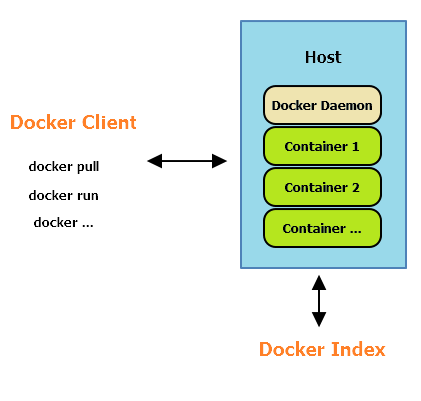 Host
Docker Daemon
Container 1
Container 2
Container ...
Docker Client
docker pull
docker run
docker ...
Docker Index